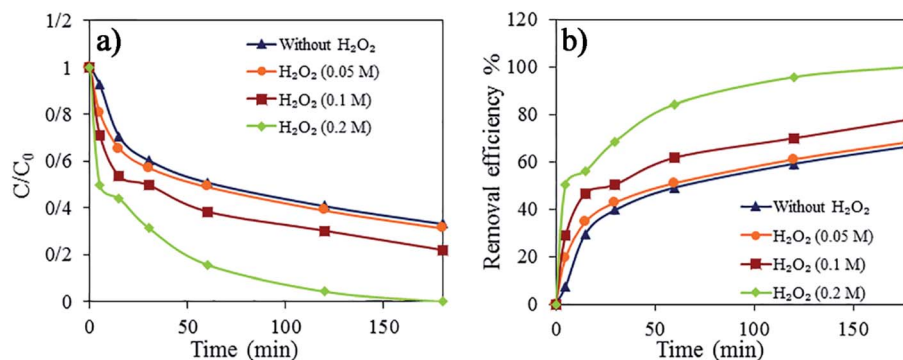 a)
C/C₀
1/2
1
0/8
0/6
0/4
0/2
0
Without H₂O₂
H₂O₂ (0.05 M)
H₂O₂ (0.1 M)
H₂O₂ (0.2 M)
0 50 100 150
Time (min)
b)
Removal efficiency %
120
100
80
60
40
20
0
Without H₂O₂
H₂O₂ (0.05 M)
H₂O₂ (0.1 M)
H₂O₂ (0.2 M)
0 50 100 150
Time (min)